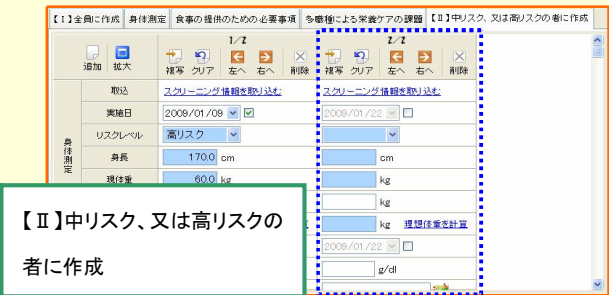 【Ⅰ】全員に作成 身体測定 食事の提供のための必要事項 多職種による栄養ケアの課題 【Ⅱ】中リスク、又は高リスクの者に作成
1/2 2/2
追加 拡大 複写 クリア 左へ 右へ 削除 複写 クリア 左へ 右へ 削除
取込 スクリーニング情報を取り込む スクリーニング情報を取り込む
実施日 2009/01/09 2009/01/22
リスクレベル 高リスク
身体測定
身長 170.0 cm cm
現体重 60.0 kg kg
kg
kg 理想体重を計算
2009/01/22
g/dl
【Ⅱ】中リスク、又は高リスクの
者に作成